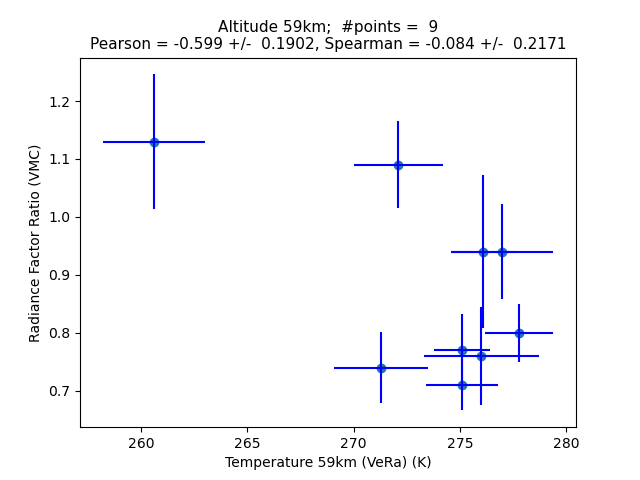 Altitude 59km;  #points =  9
Pearson = -0.599 +/-  0.1902, Spearman = -0.084 +/-  0.2171
1.2
1.1
1.0
0.9
0.8
0.7
Radiance Factor Ratio (VMC)
260 265 270 275 280
Temperature 59km (VeRa) (K)